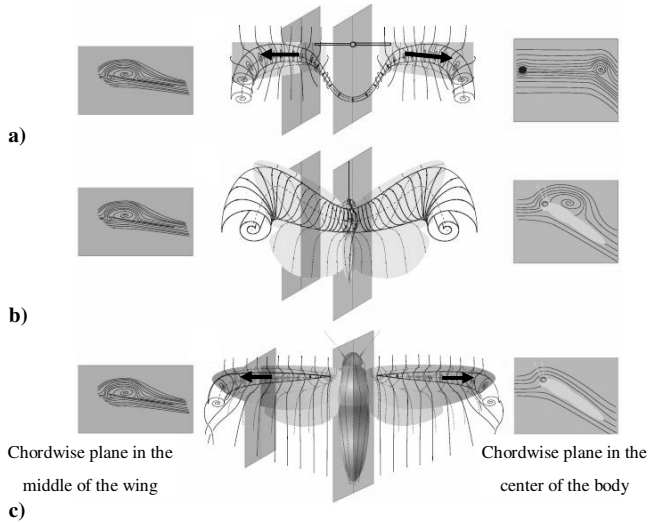 a)
b)
Chordwise plane in the
middle of the wing
Chordwise plane in the
center of the body
c)